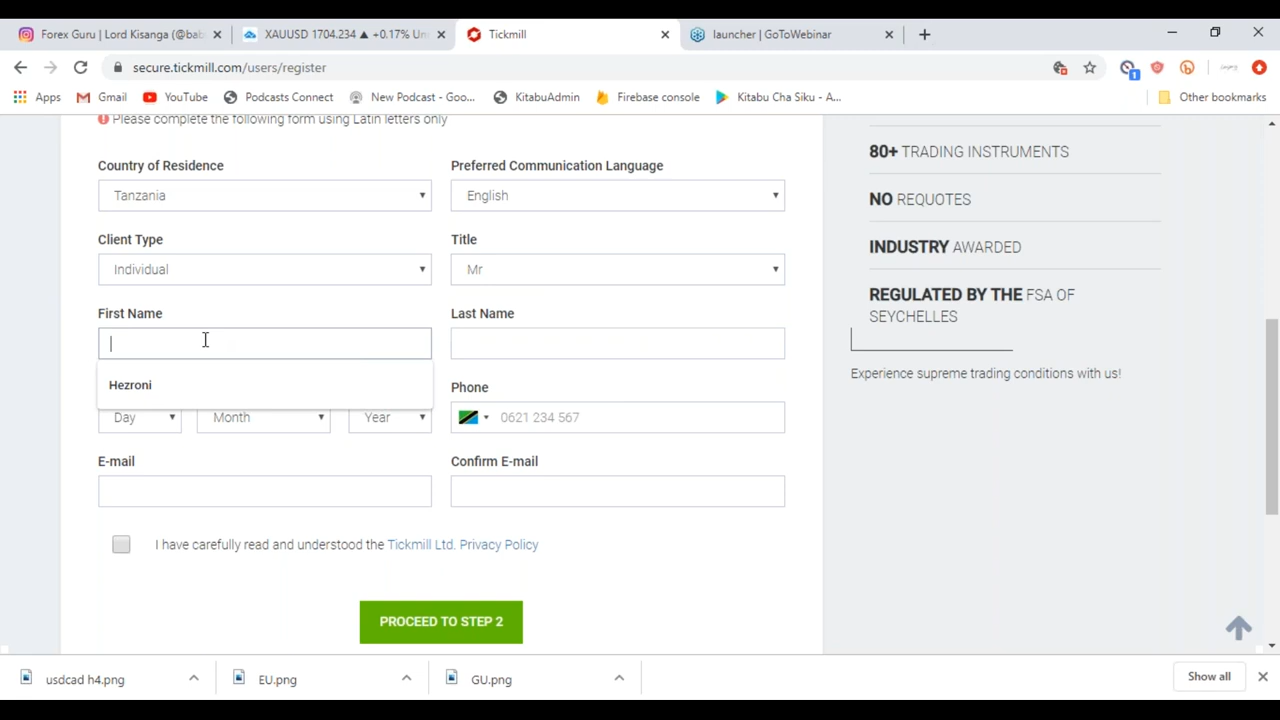 Forex Guru | Lord Kisanga (@bab
XAUUSD 1704.234 ▲ +0.17% Un
Tickmill
launcher | GoToWebinar
secure.tickmill.com/users/register
1
Apps
Gmail
YouTube
Podcasts Connect
New Podcast - Goo...
KitabuAdmin
Firebase console
Kitabu Cha Siku - A...
Other bookmarks
Please complete the following form using Latin letters only
Country of Residence
Preferred Communication Language
Tanzania
English
Client Type
Title
Individual
Mr
First Name
Last Name
Hezroni
Phone
Day
Month
Year
0621 234 567
E-mail
Confirm E-mail
I have carefully read and understood the Tickmill Ltd. Privacy Policy
PROCEED TO STEP 2
80+ TRADING INSTRUMENTS
NO REQUOTES
INDUSTRY AWARDED
REGULATED BY THE FSA OF
SEYCHELLES
Experience supreme trading conditions with us!
usdcad h4.png
EU.png
GU.png
Show all